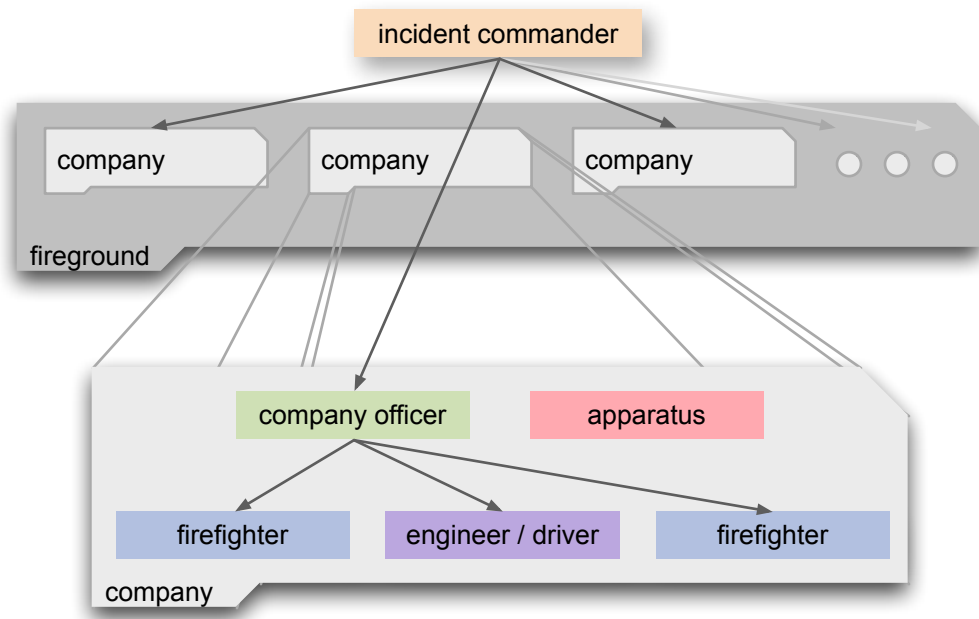 incident commander
company
company
company
fireground
company officer
apparatus
firefighter
engineer / driver
firefighter
company